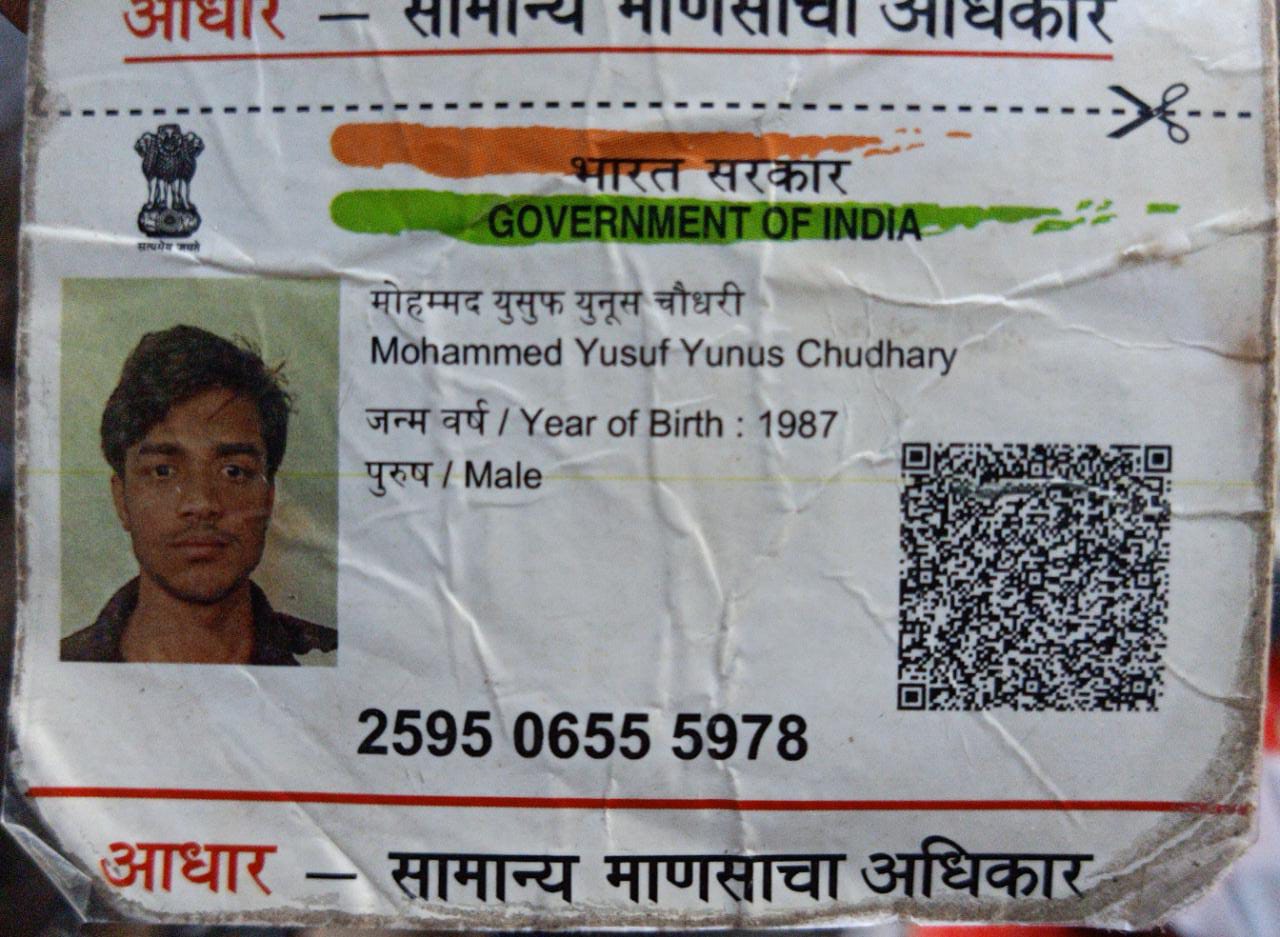 आधार — सामान्य माणसाचा अधिकार
भारत सरकार
GOVERNMENT OF INDIA
सत्यमेव जयते
मोहम्मद युसुफ युनूस चौधरी
Mohammed Yusuf Yunus Chudhary
जन्म वर्ष / Year of Birth : 1987
पुरुष / Male
2595 0655 5978
आधार — सामान्य माणसाचा अधिकार